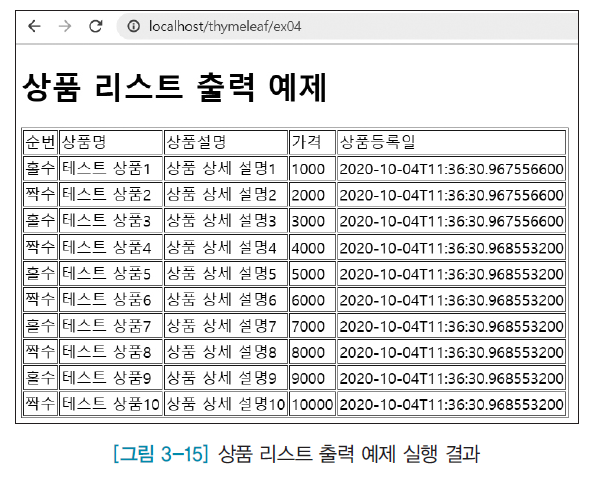 localhost/thymeleaf/ex04
상품 리스트 출력 예제
순번 상품명 상품설명 가격 상품등록일
홀수 테스트 상품1 상품 상세 설명1 1000 2020-10-04T11:36:30.967556600
짝수 테스트 상품2 상품 상세 설명2 2000 2020-10-04T11:36:30.967556600
홀수 테스트 상품3 상품 상세 설명3 3000 2020-10-04T11:36:30.967556600
짝수 테스트 상품4 상품 상세 설명4 4000 2020-10-04T11:36:30.968553200
홀수 테스트 상품5 상품 상세 설명5 5000 2020-10-04T11:36:30.968553200
짝수 테스트 상품6 상품 상세 설명6 6000 2020-10-04T11:36:30.968553200
홀수 테스트 상품7 상품 상세 설명7 7000 2020-10-04T11:36:30.968553200
짝수 테스트 상품8 상품 상세 설명8 8000 2020-10-04T11:36:30.968553200
홀수 테스트 상품9 상품 상세 설명9 9000 2020-10-04T11:36:30.968553200
짝수 테스트 상품10 상품 상세 설명10 10000 2020-10-04T11:36:30.968553200
[그림 3-15] 상품 리스트 출력 예제 실행 결과